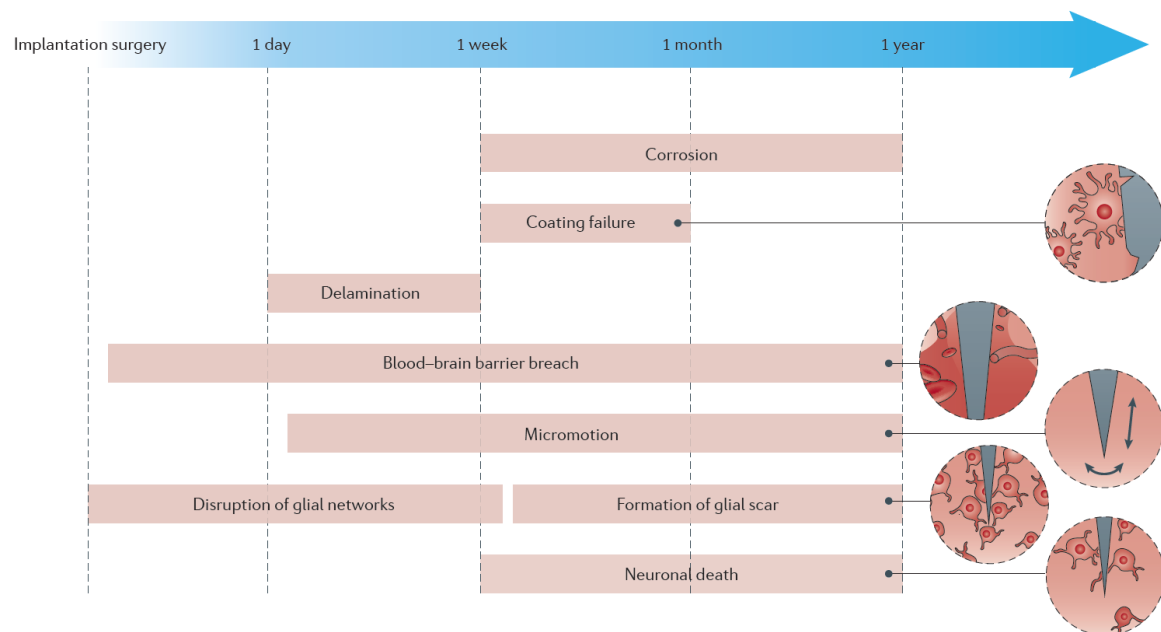 Implantation surgery 1 day 1 week 1 month 1 year
Corrosion
Coating failure
Delamination
Blood–brain barrier breach
Micromotion
Disruption of glial networks Formation of glial scar
Neuronal death